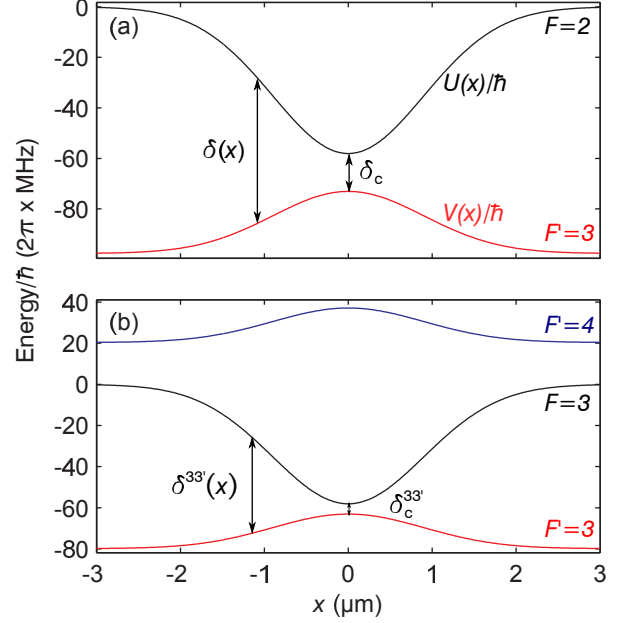 (a)
F=2
0
-20
-40
-60
-80
U(x)/ħ
δ(x)
δc
V(x)/ħ
F'=3
Energy/ħ (2π x MHz)
(b)
40
20
0
-20
-40
-60
-80
F'=4
F=3
δ³³'(x)
δc³³'
F'=3
-3 -2 -1 0 1 2 3
x (µm)